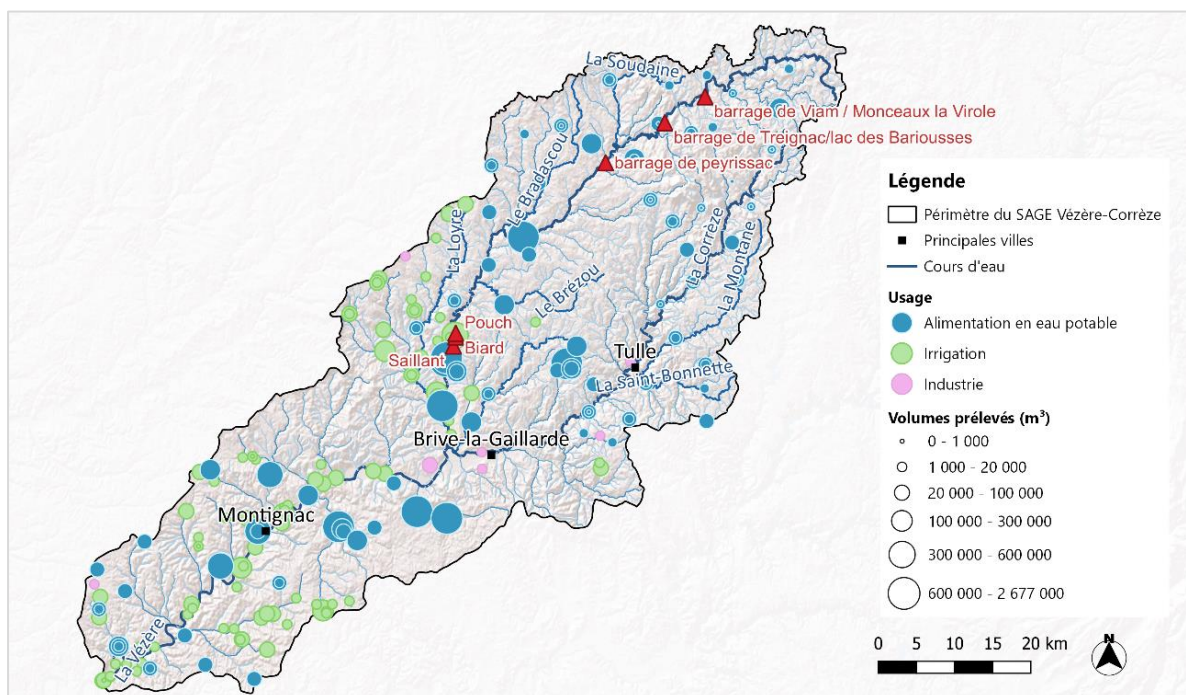 La Soudaine
barrage de Viam / Monceaux la Virole
barrage de Tréignac/lac des Bariousses
barrage de peyrissac
Le Bradascou
La Loyre
La Corrèze
La Montane
Le Brézou
Pouch
Biard
Saillant
Tulle
La Saint-Bonnette
Brive-la-Gaillarde
Montignac
La Vézère
Légende
Périmètre du SAGE Vézère-Corrèze
Principales villes
Cours d'eau
Usage
Alimentation en eau potable
Irrigation
Industrie
Volumes prélevés (m³)
0 - 1 000
1 000 - 20 000
20 000 - 100 000
100 000 - 300 000
300 000 - 600 000
600 000 - 2 677 000
0 5 10 15 20 km
N